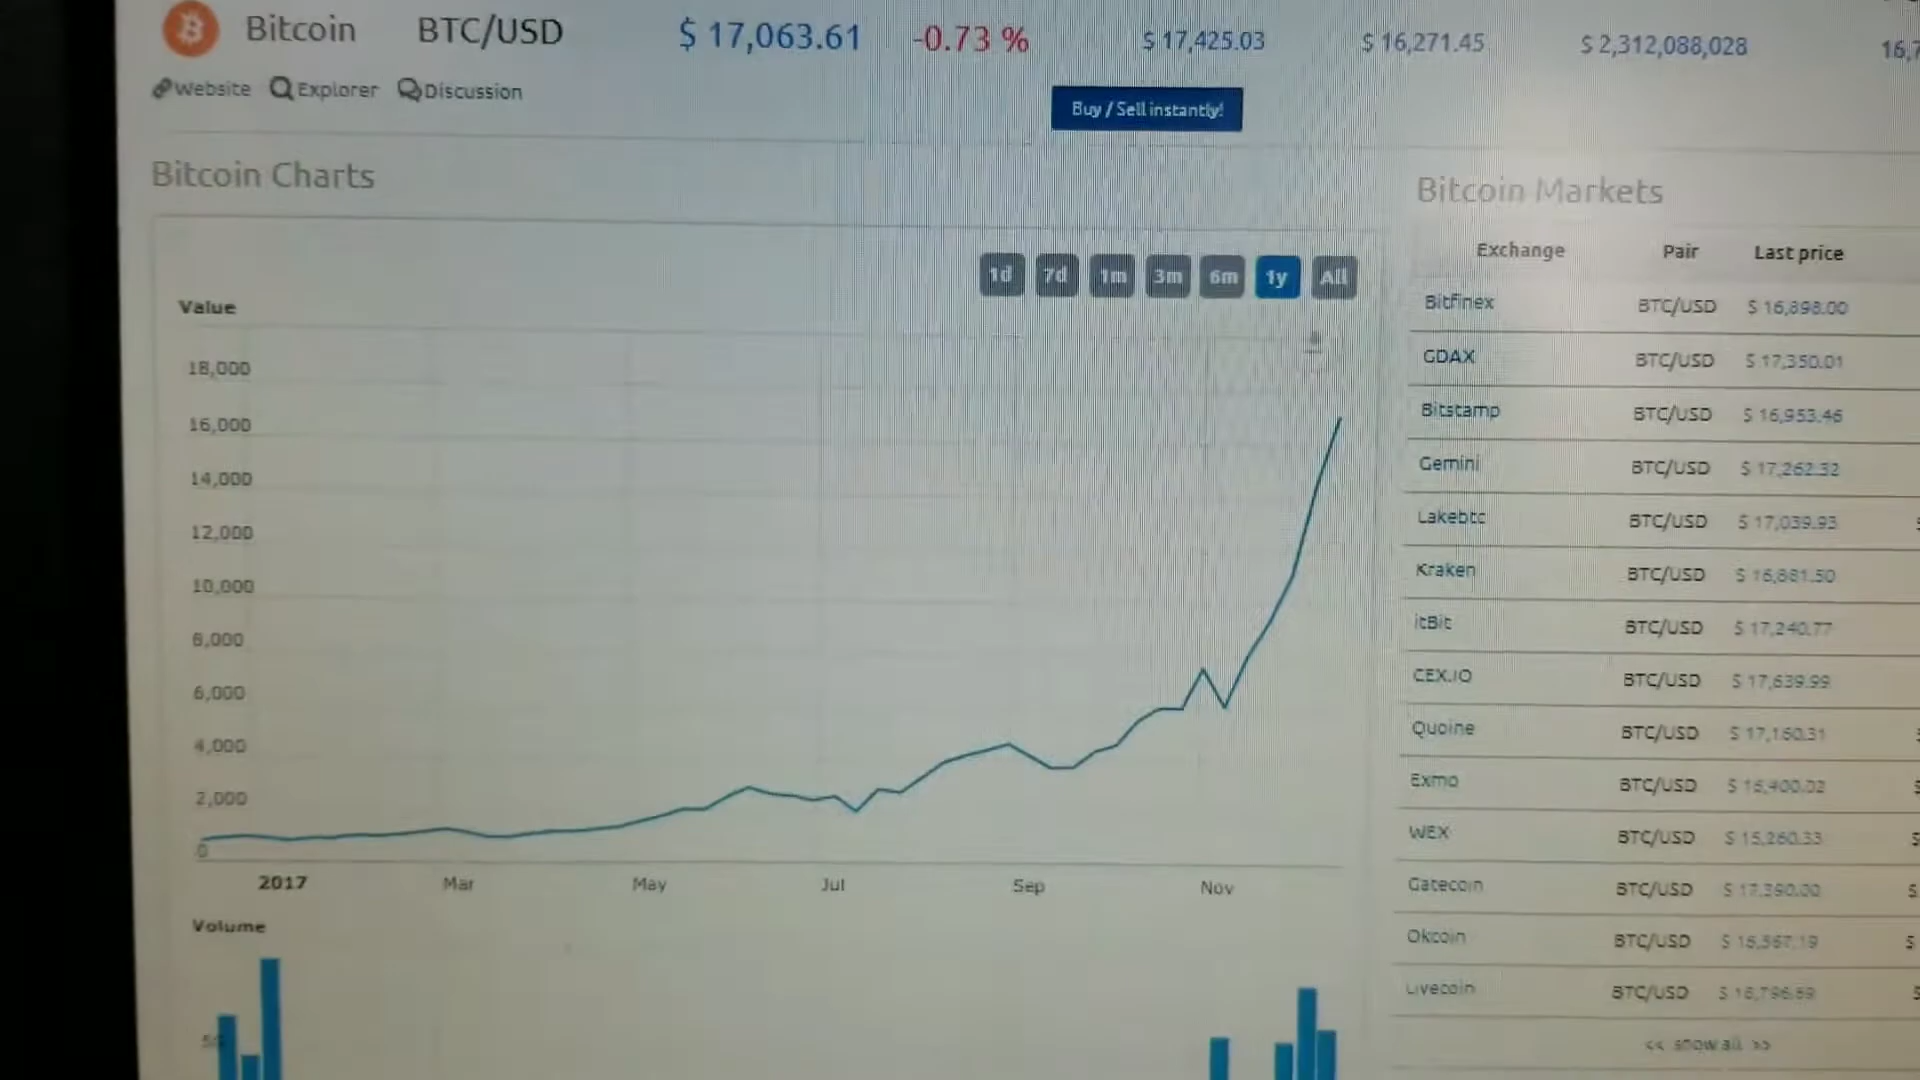 Bitcoin BTC/USD $ 17,063.61 -0.73 % $ 17,425.03 $ 16,271.45 $ 2,312,088,028
Website Explorer Discussion
Buy / Sell instantly!
Bitcoin Charts
1d 7d 1m 3m 6m 1y All
Value
18,000
16,000
14,000
12,000
10,000
8,000
6,000
4,000
2,000
0
2017 Mar May Jul Sep Nov
Volume
Bitcoin Markets
Exchange Pair Last price
Bitfinex BTC/USD $ 16,898.00
GDAX BTC/USD $ 17,350.01
Bitstamp BTC/USD $ 16,953.46
Gemini BTC/USD $ 17,262.32
Lakebtc BTC/USD $ 17,039.93
Kraken BTC/USD $ 16,881.50
itBit BTC/USD $ 17,240.77
CEX.IO BTC/USD $ 17,639.99
Quoine BTC/USD $ 17,160.31
Exmo BTC/USD
WEX BTC/USD $ 15,260.33
Gatecoin BTC/USD $ 17,390.00
Okcoin BTC/USD
Livecoin BTC/USD
<< show all >>